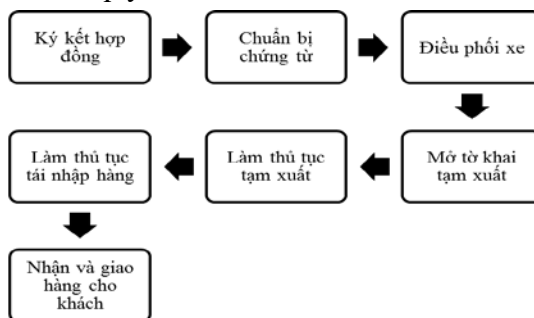 Ký kết hợp
đồng
Chuẩn bị
chứng từ
Điều phối xe
Mở tờ khai
tạm xuất
Làm thủ tục
tạm xuất
Làm thủ tục
tái nhập hàng
Nhận và giao
hàng cho
khách